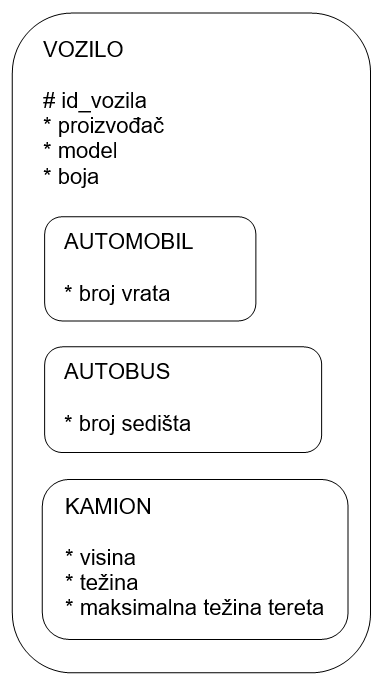 VOZILO
# id_vozila
* proizvođač
* model
* boja
AUTOMOBIL
* broj vrata
AUTOBUS
* broj sedišta
KAMION
* visina
* težina
* maksimalna težina tereta